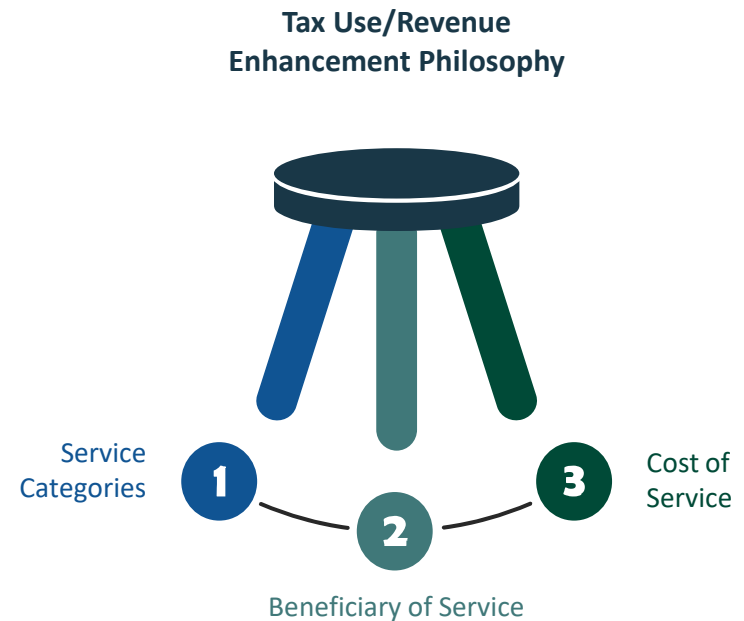 Tax Use/Revenue
Enhancement Philosophy
Service
Categories
1
2
3
Cost of
Service
Beneficiary of Service